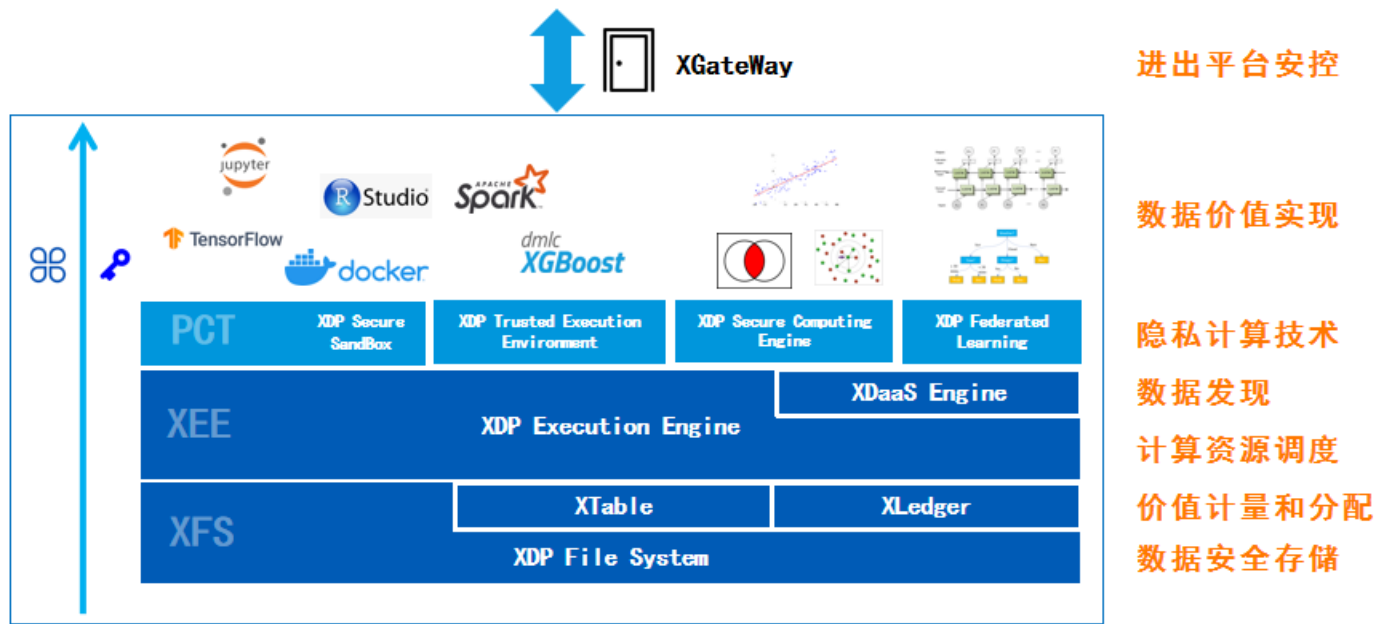 XGateWay
进出平台安控
jupyter
R Studio
APACHE
Spark
数据价值实现
TensorFlow
docker
dmlc
XGBoost
PCT
XDP Secure
SandBox
XDP Trusted Execution
Environment
XDP Secure Computing
Engine
XDP Federated
Learning
隐私计算技术
XDaaS Engine
数据发现
XEE
XDP Execution Engine
计算资源调度
XTable
XLedger
价值计量和分配
XFS
XDP File System
数据安全存储